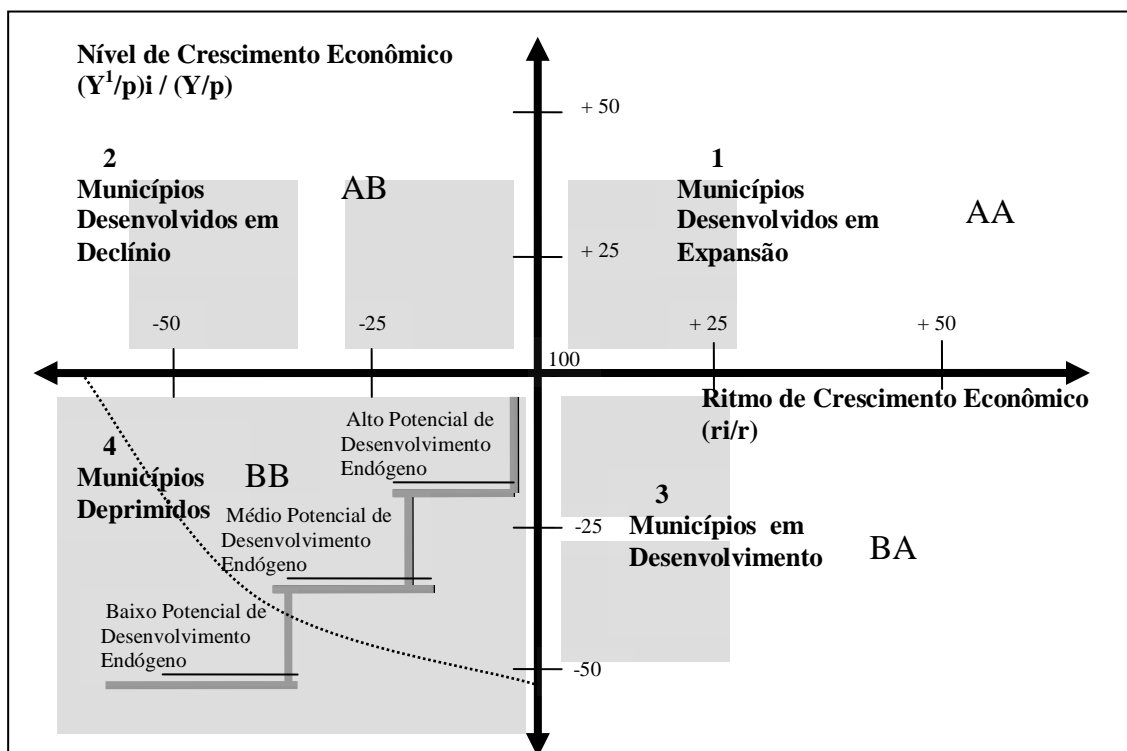 Nível de Crescimento Econômico
(Y¹/p)i / (Y/p)
+ 50
2
Municípios
Desenvolvidos em
Declínio
AB
1
Municípios
Desenvolvidos em
Expansão
AA
+ 25
-50
-25
+ 25
+ 50
100
Ritmo de Crescimento Econômico
(ri/r)
Alto Potencial de
Desenvolvimento
Endógeno
4
Municípios
Deprimidos
BB
Médio Potencial de
Desenvolvimento
Endógeno
-25
3
Municípios em
Desenvolvimento
BA
Baixo Potencial de
Desenvolvimento
Endógeno
-50